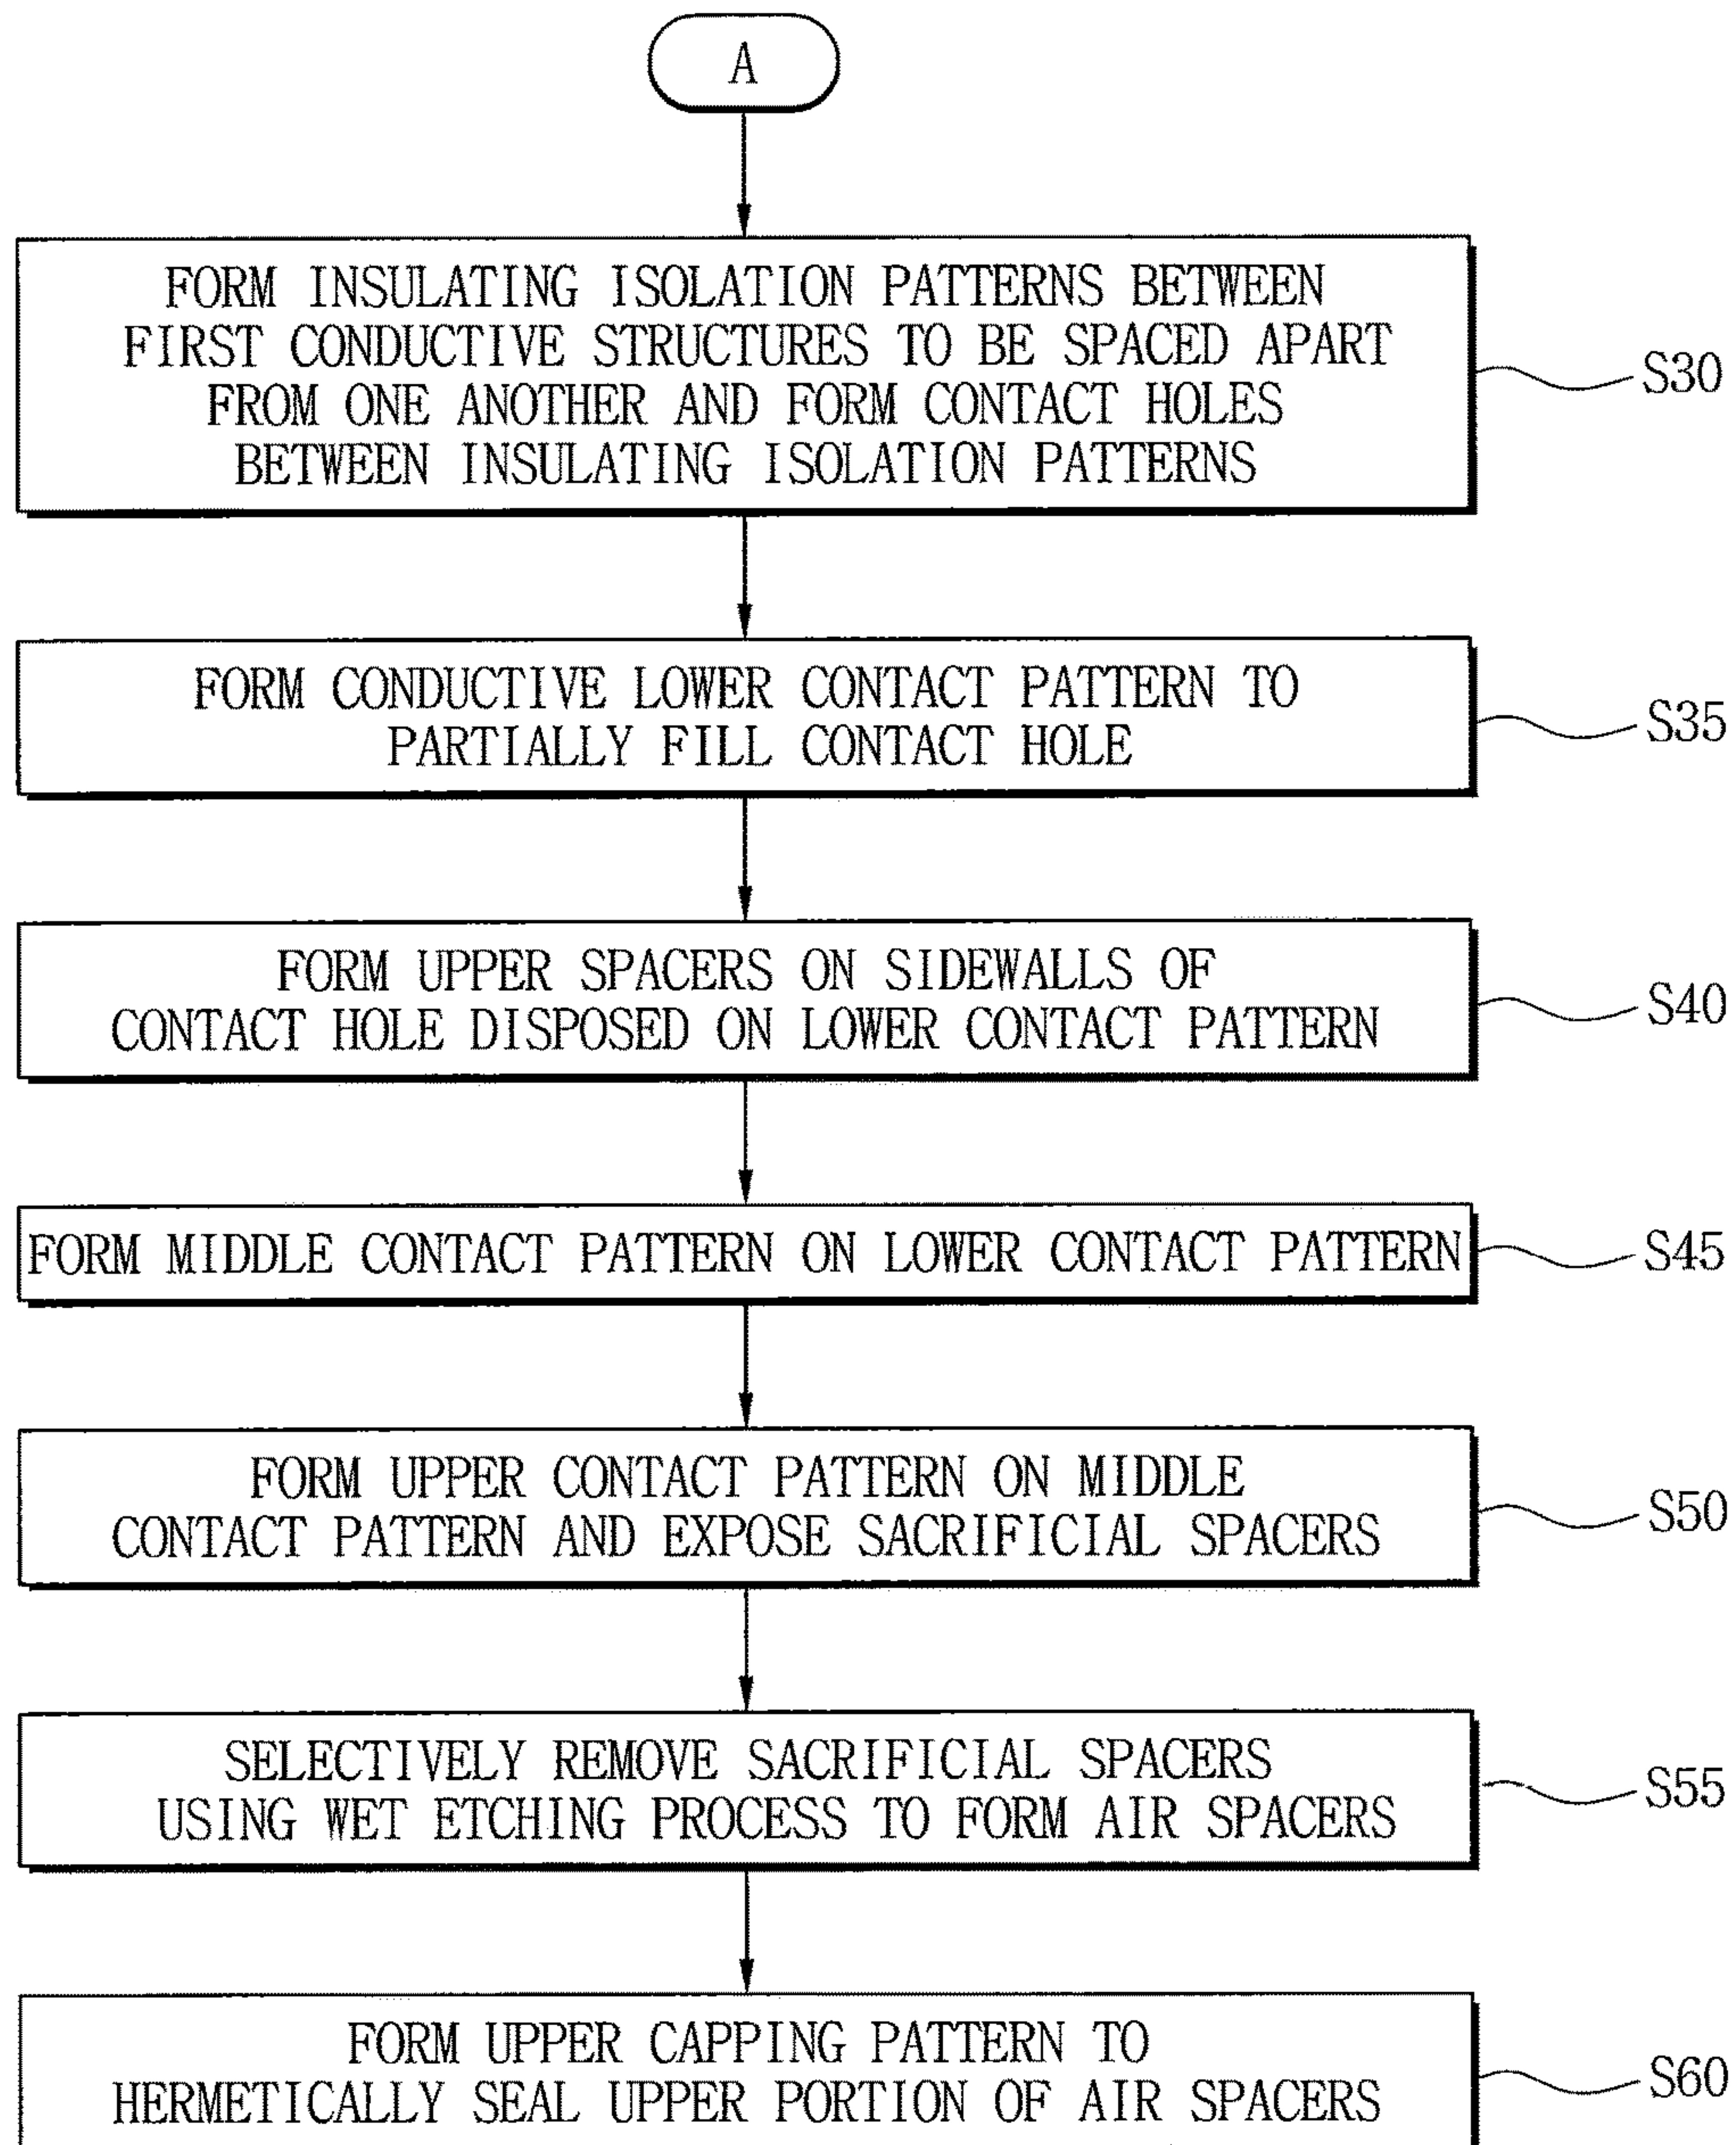 A
FORM INSULATING ISOLATION PATTERNS BETWEEN
FIRST CONDUCTIVE STRUCTURES TO BE SPACED APART
FROM ONE ANOTHER AND FORM CONTACT HOLES
BETWEEN INSULATING ISOLATION PATTERNS
S30
FORM CONDUCTIVE LOWER CONTACT PATTERN TO
PARTIALLY FILL CONTACT HOLE
S35
FORM UPPER SPACERS ON SIDEWALLS OF
CONTACT HOLE DISPOSED ON LOWER CONTACT PATTERN
S40
FORM MIDDLE CONTACT PATTERN ON LOWER CONTACT PATTERN
S45
FORM UPPER CONTACT PATTERN ON MIDDLE
CONTACT PATTERN AND EXPOSE SACRIFICIAL SPACERS
S50
SELECTIVELY REMOVE SACRIFICIAL SPACERS
USING WET ETCHING PROCESS TO FORM AIR SPACERS
S55
FORM UPPER CAPPING PATTERN TO
HERMETICALLY SEAL UPPER PORTION OF AIR SPACERS
S60